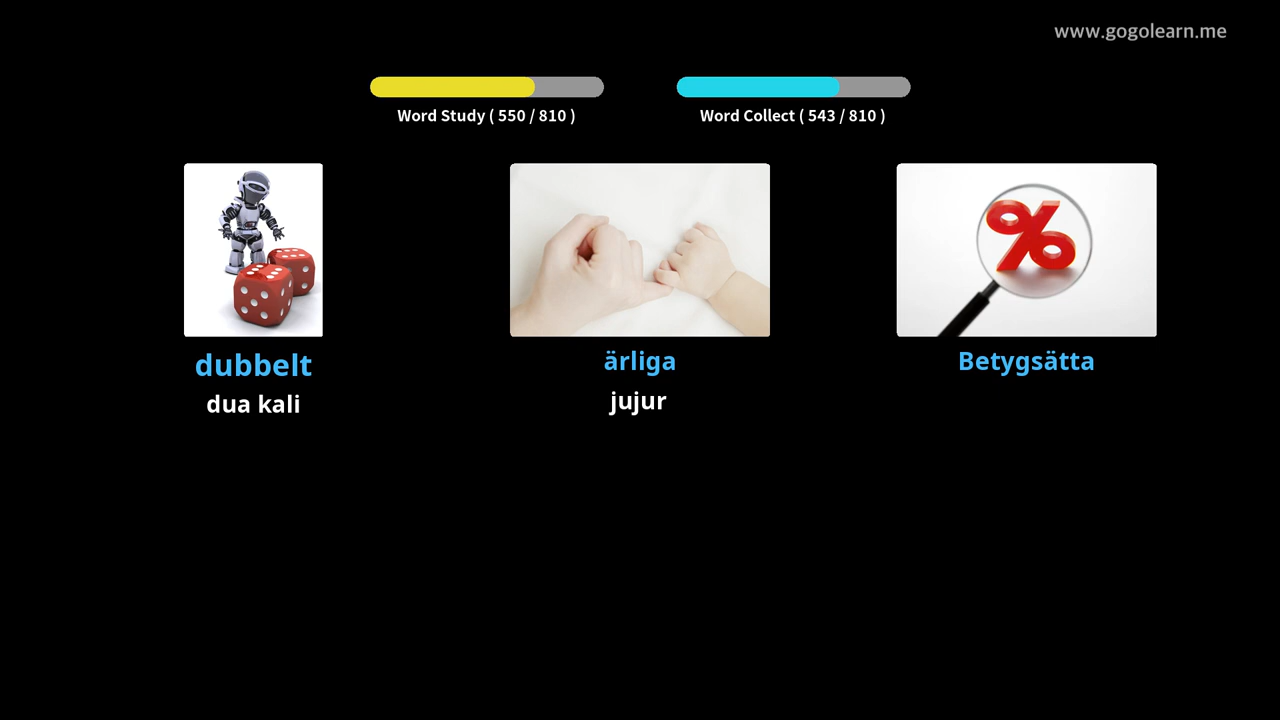 www.gogolearn.me
Word Study ( 550 / 810 )
Word Collect ( 543 / 810 )
dubbelt
dua kali
ärliga
jujur
%
Betygsätta